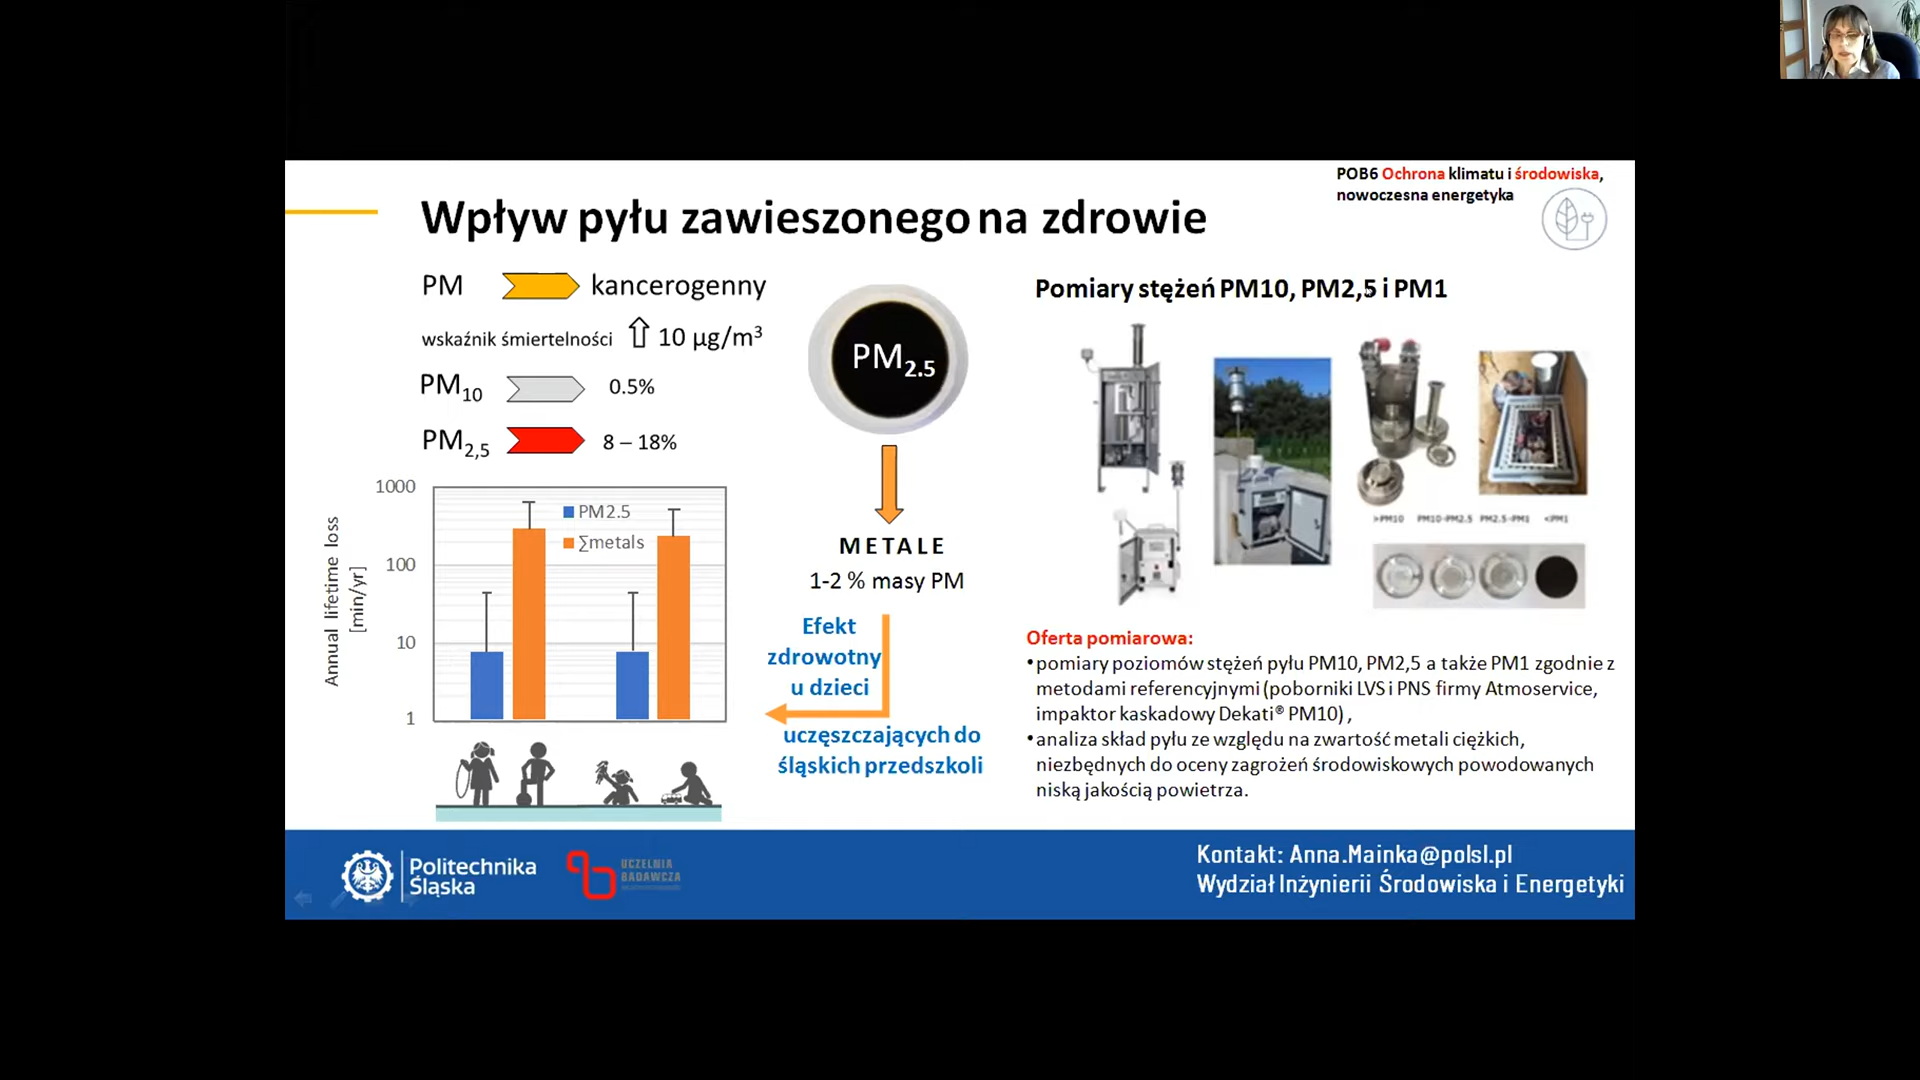 POB6 Ochrona klimatu i środowiska,
nowoczesna energetyka
Wpływ pyłu zawieszonego na zdrowie
PM kancerogenny
wskaźnik śmiertelności 10 µg/m³
PM10 0.5%
PM2,5 8 – 18%
1000
100
10
1
Annual lifetime loss
[min/yr]
PM2.5
∑metals
PM2.5
METALE
1-2 % masy PM
Efekt
zdrowotny
u dzieci
uczęszczających do
śląskich przedszkoli
Pomiary stężeń PM10, PM2,5 i PM1
>PM10 PM10-PM2.5 PM2.5-PM1 <PM1
Oferta pomiarowa:
•pomiary poziomów stężeń pyłu PM10, PM2,5 a także PM1 zgodnie z
metodami referencyjnymi (poborniki LVS i PNS firmy Atmoservice,
impaktor kaskadowy Dekati® PM10) ,
•analiza skład pyłu ze względu na zwartość metali ciężkich,
niezbędnych do oceny zagrożeń środowiskowych powodowanych
niską jakością powietrza.
Politechnika
Śląska
UCZELNIA
BADAWCZA
Kontakt: Anna.Mainka@polsl.pl
Wydział Inżynierii Środowiska i Energetyki